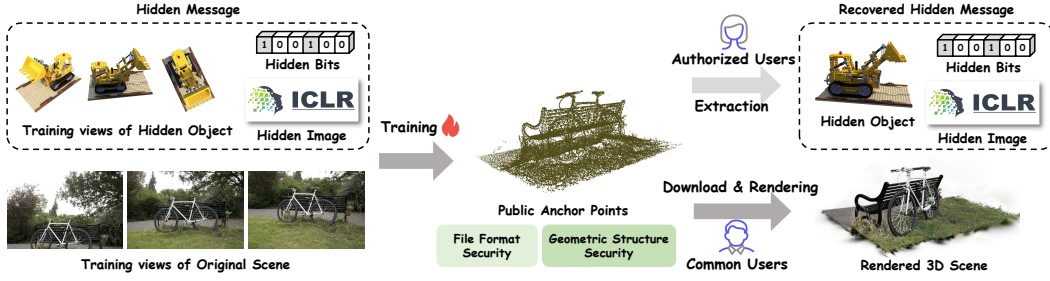 Hidden Message
1 0 0 1 0 0
Hidden Bits
ICLR
Training views of Hidden Object
Hidden Image
Training views of Original Scene
Training
Public Anchor Points
File Format
Security
Geometric Structure
Security
Authorized Users
Extraction
Download & Rendering
Common Users
Recovered Hidden Message
1 0 0 1 0 0
Hidden Bits
ICLR
Hidden Object
Hidden Image
Rendered 3D Scene